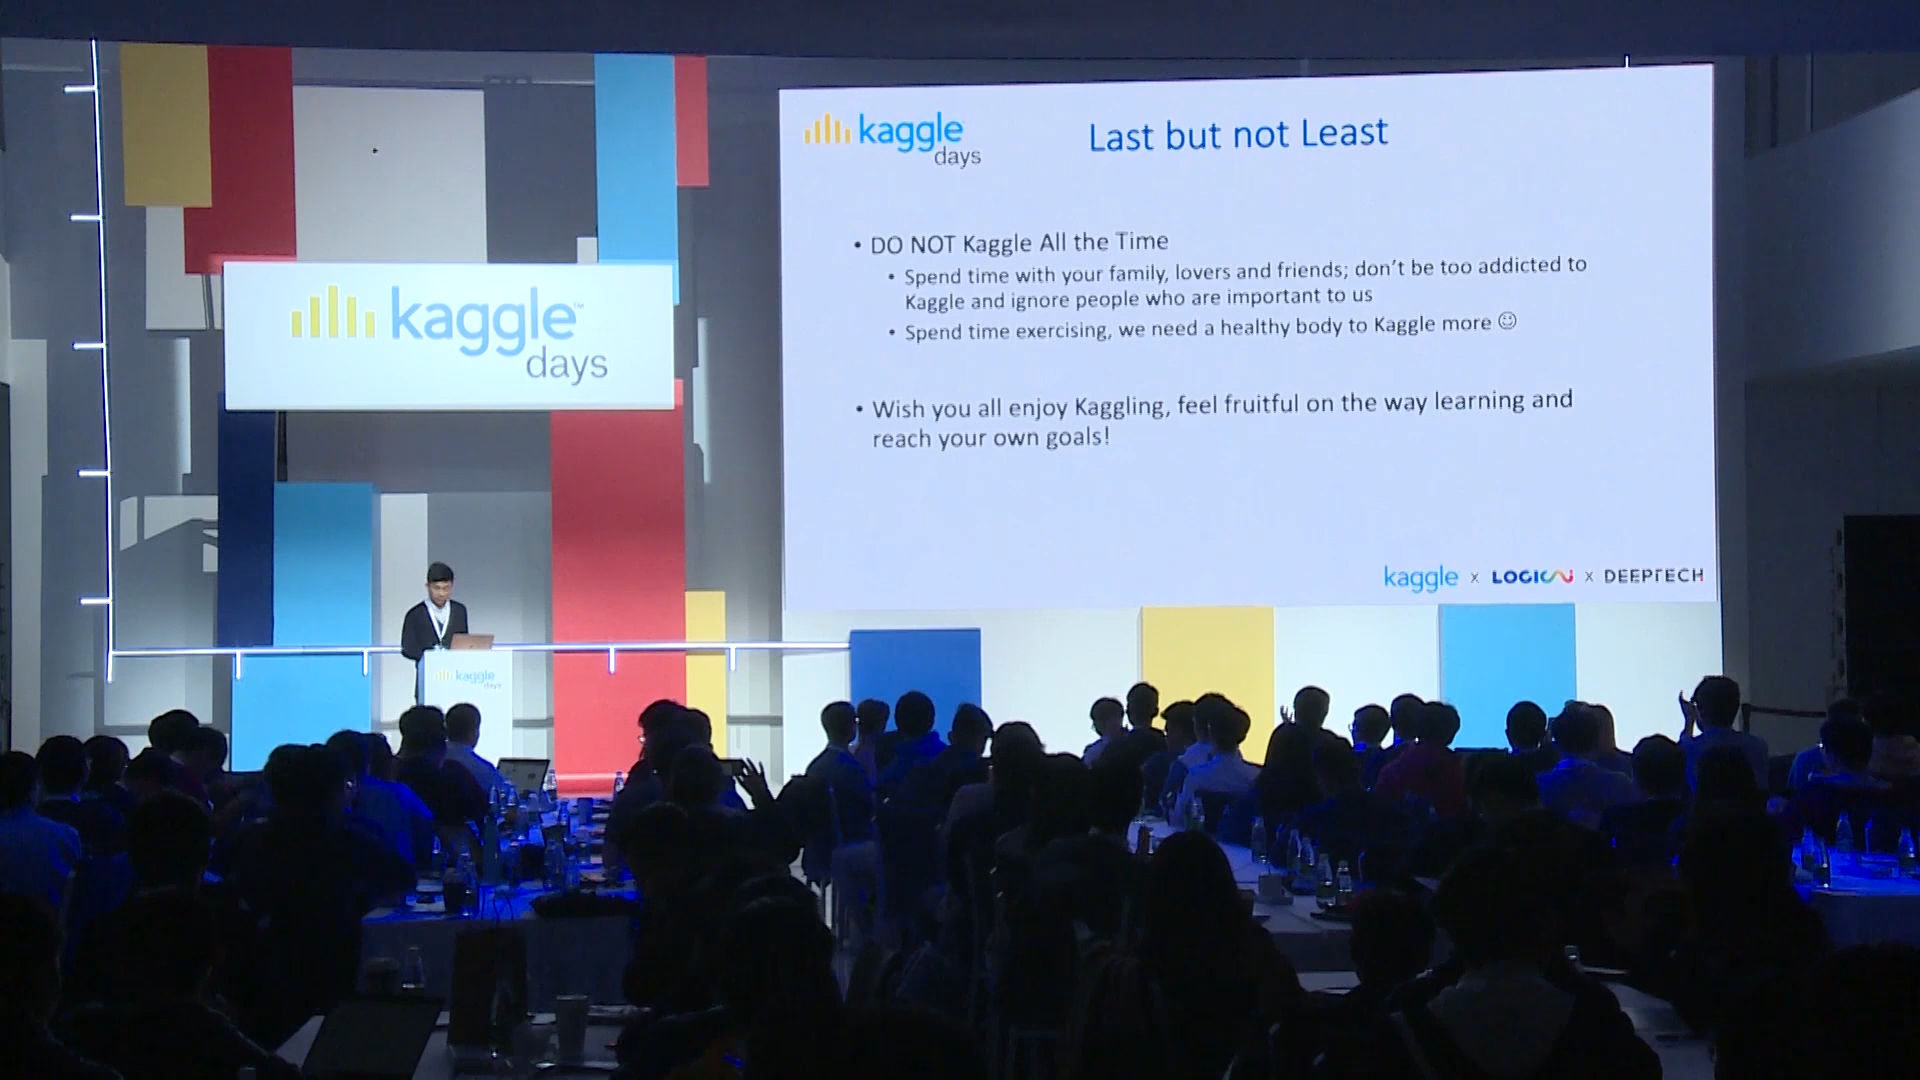 kaggle™
days
kaggle
days
Last but not Least
• DO NOT Kaggle All the Time
• Spend time with your family, lovers and friends; don't be too addicted to
Kaggle and ignore people who are important to us
• Spend time exercising, we need a healthy body to Kaggle more ☺
• Wish you all enjoy Kaggling, feel fruitful on the way learning and
reach your own goals!
kaggle x LOGICAI x DEEPTECH
kaggle
days